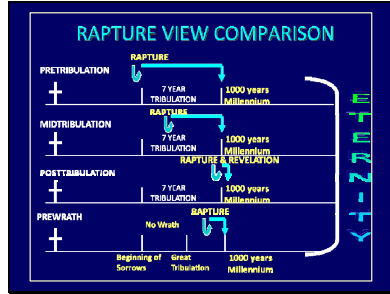 RAPTURE VIEW COMPARISON
RAPTURE
PRETRIBULATION
7 YEAR
TRIBULATION
1000 years
Millennium
RAPTURE
MIDTRIBULATION
7 YEAR
TRIBULATION
1000 years
Millennium
RAPTURE & REVELATION
POSTTRIBULATION
7 YEAR
TRIBULATION
1000 years
Millennium
PREWRATH
RAPTURE
No Wrath
Beginning of
Sorrows
Great
Tribulation
1000 years
Millennium
ETERNITY